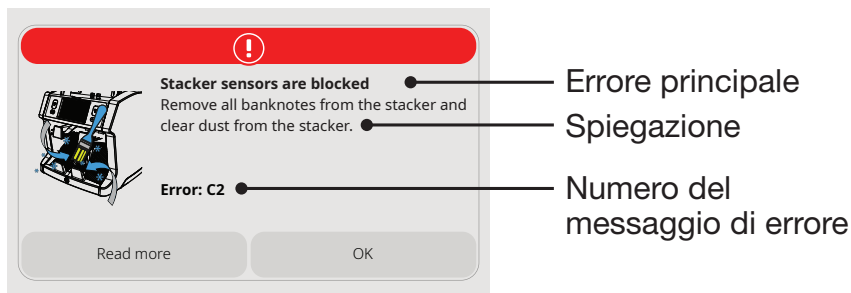 Stacker sensors are blocked
Remove all banknotes from the stacker and
clear dust from the stacker.
Error: C2
Read more
OK
Errore principale
Spiegazione
Numero del
messaggio di errore